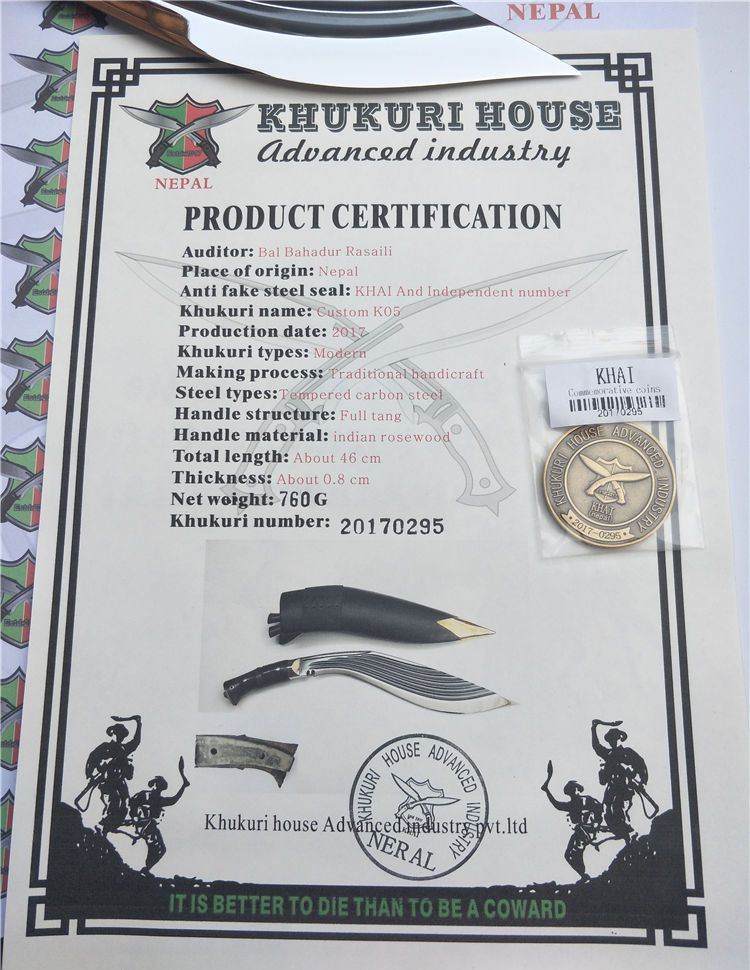 NEPAL
KHUKURI HOUSE
Advanced industry
NEPAL
PRODUCT CERTIFICATION
Auditor: Bal Bahadur Rasaili
Place of origin: Nepal
Anti fake steel seal: KHAI And Independent number
Khukuri name: Custom K05
Production date: 2017
Khukuri types: Modern
Making process: Traditional handicraft
Steel types: Tempered carbon steel
Handle structure: Full tang
Handle material: indian rosewood
Total length: About 46 cm
Thickness: About 0.8 cm
Net weight: 760 G
Khukuri number: 20170295
KHAI
Commemorative coins
20170295
KHUKURI HOUSE ADVANCED INDUSTRY
KHAI
(nepal)
2017-0295
KHUKURI HOUSE ADVANCED INDUSTRY
NERAL
Khukuri house Advanced industry pvt.ltd
IT IS BETTER TO DIE THAN TO BE A COWARD